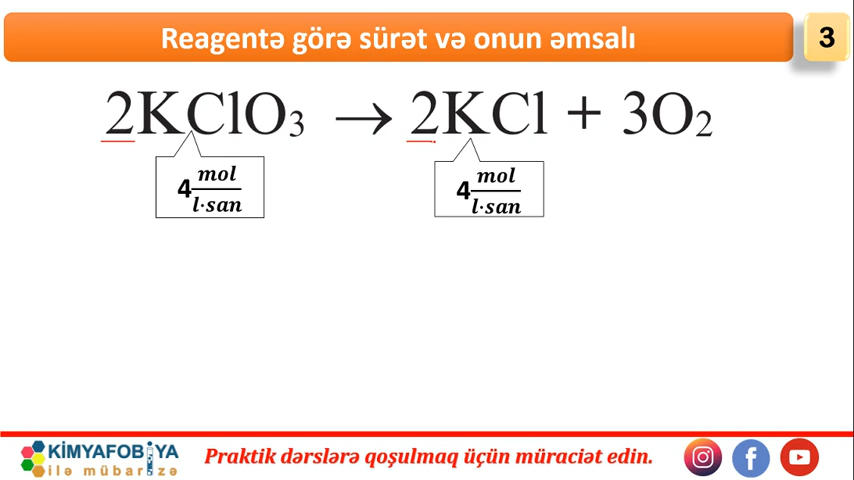 Reagentə görə sürət və onun əmsalı
3
2KClO₃ → 2KCl + 3O₂
4 mol/l·san
4 mol/l·san
KİMYAFOBİYA
ilə mübarizə
Praktik dərslərə qoşulmaq üçün müraciət edin.